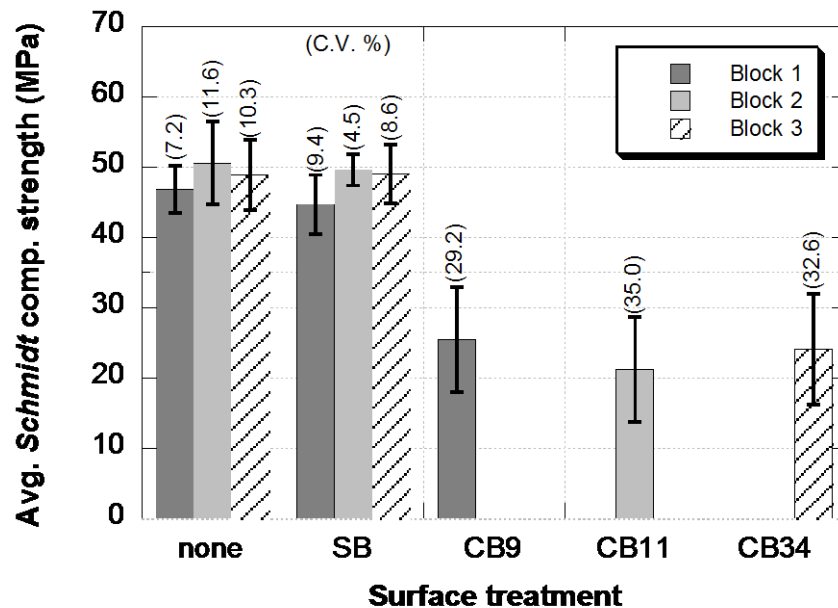 Avg. Schmidt comp. strength (MPa)
70
60
50
40
30
20
10
0
(C.V. %)
Block 1
Block 2
Block 3
(7.2)
(11.6)
(10.3)
(9.4)
(4.5)
(8.6)
(29.2)
(35.0)
(32.6)
none
SB
CB9
CB11
CB34
Surface treatment